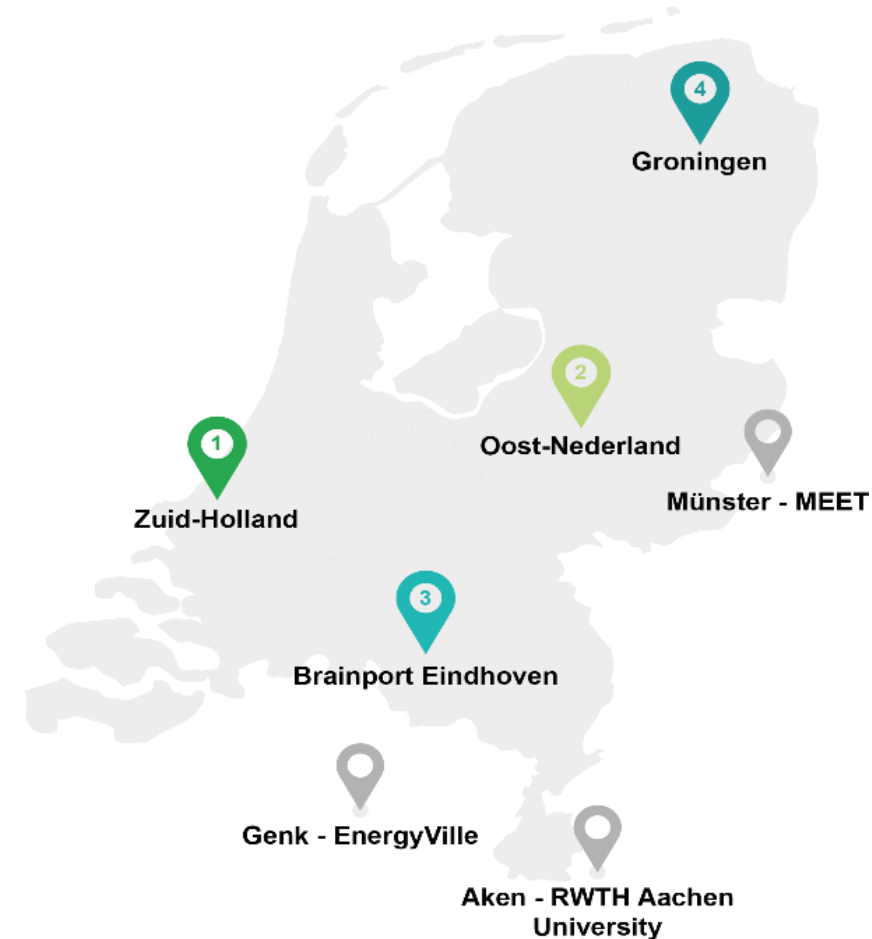 4
Groningen
2
Oost-Nederland
1
Zuid-Holland
Münster - MEET
3
Brainport Eindhoven
Genk - EnergyVille
Aken - RWTH Aachen
University